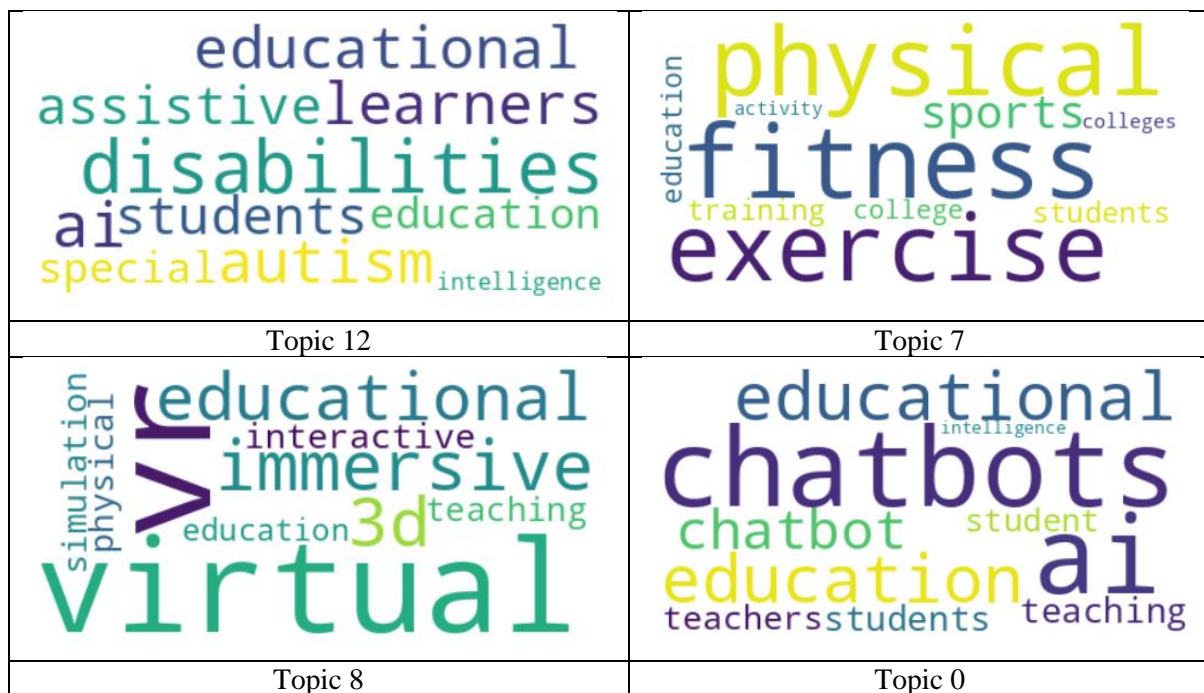 educational
assistive learners
disabilities
ai students education
special autism intelligence
Topic 12
physical
education
activity sports colleges
fitness
training college students
exercise
Topic 7
simulation
physical
vr
educational
interactive
immersive
education 3d teaching
virtual
Topic 8
educational
intelligence
chatbots
chatbot student
education ai
teachers students teaching
Topic 0